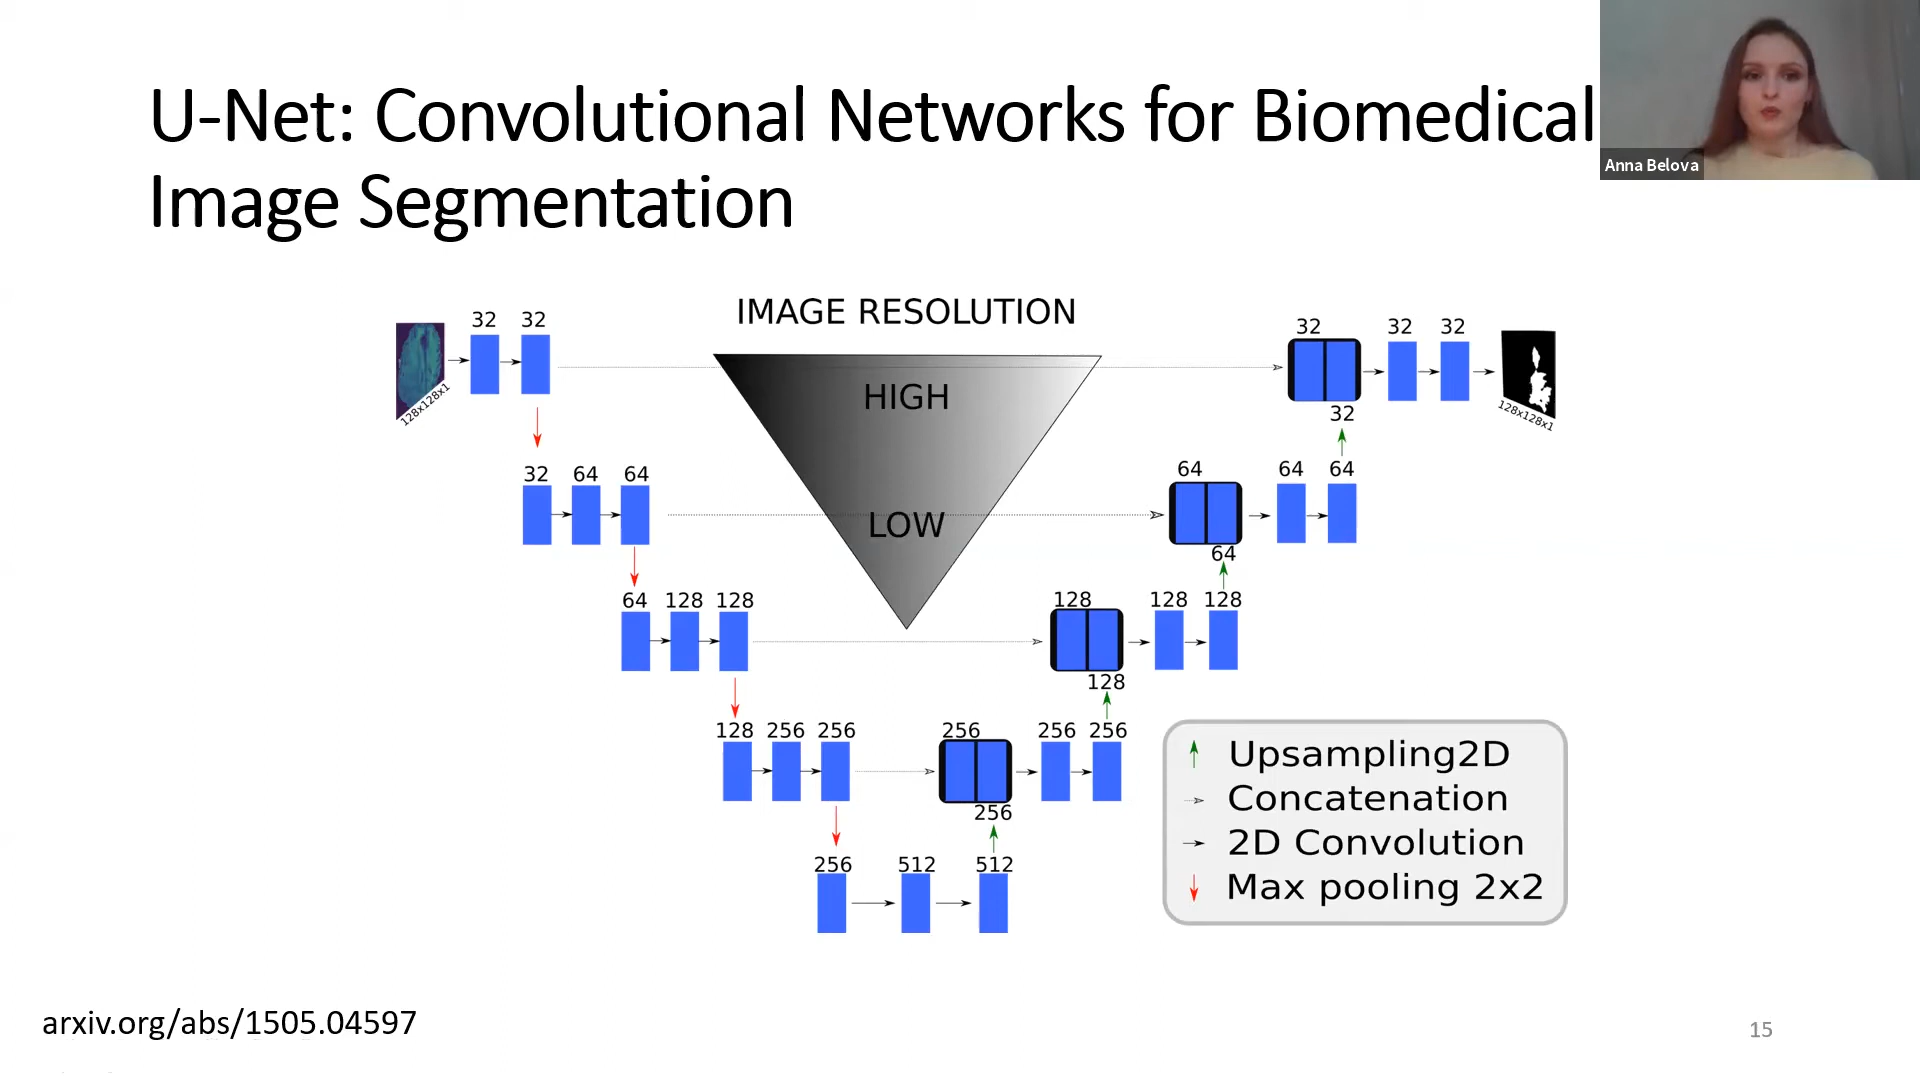 U-Net: Convolutional Networks for Biomedical
Image Segmentation
Anna Belova
IMAGE RESOLUTION
HIGH
LOW
32 32
128x128x1
32 64 64
64 128 128
128 256 256
256 512 512
256
256 256 256
128
128 128 128
64
64 64 64
32
32 32 32
128x128x1
Upsampling2D
Concatenation
2D Convolution
Max pooling 2x2
arxiv.org/abs/1505.04597
15